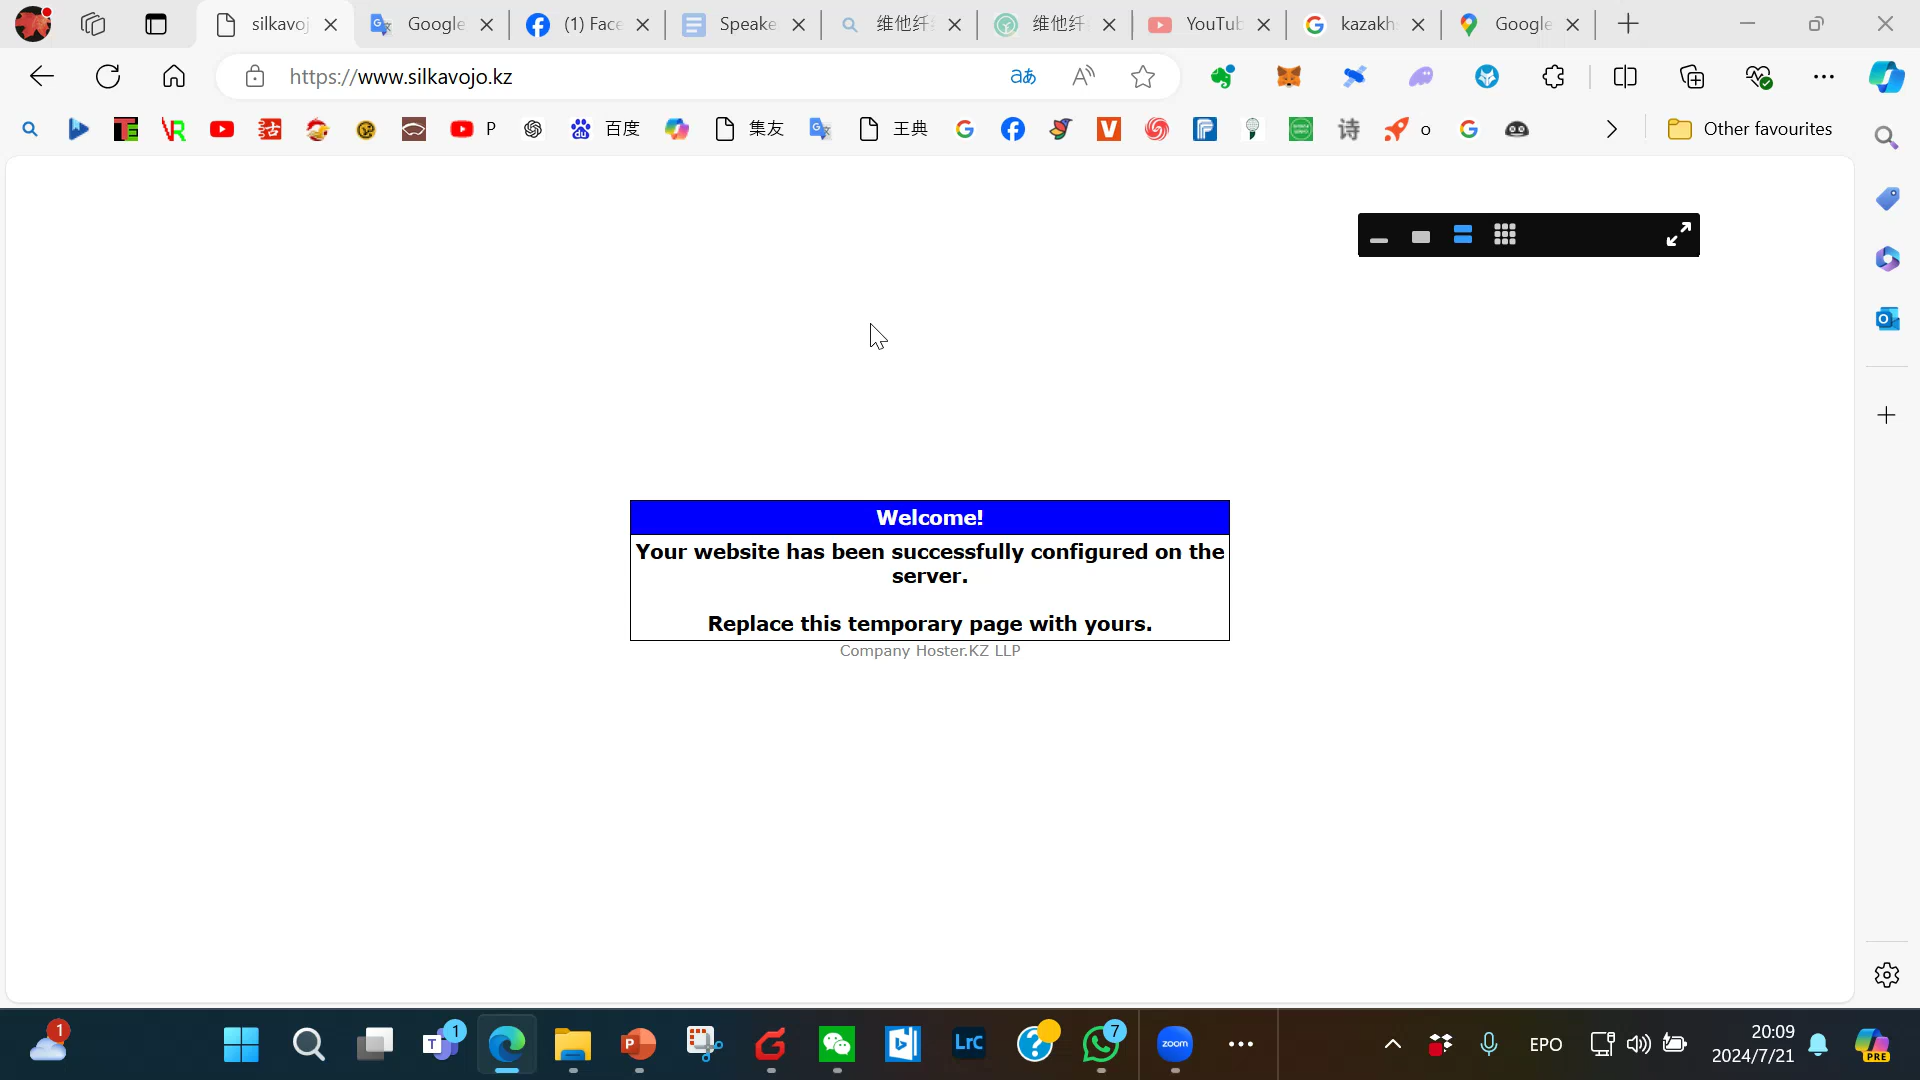 silkavoj
Google
(1) Face
Speake
维他纤
维他纤
YouTub
kazakh
Google
https://www.silkavojo.kz
P
百度
集友
王典
诗
o
Other favourites
Welcome!
Your website has been successfully configured on the
server.
Replace this temporary page with yours.
Company Hoster.KZ LLP
1
1
LrC
7
zoom
EPO
20:09
2024/7/21
PRE